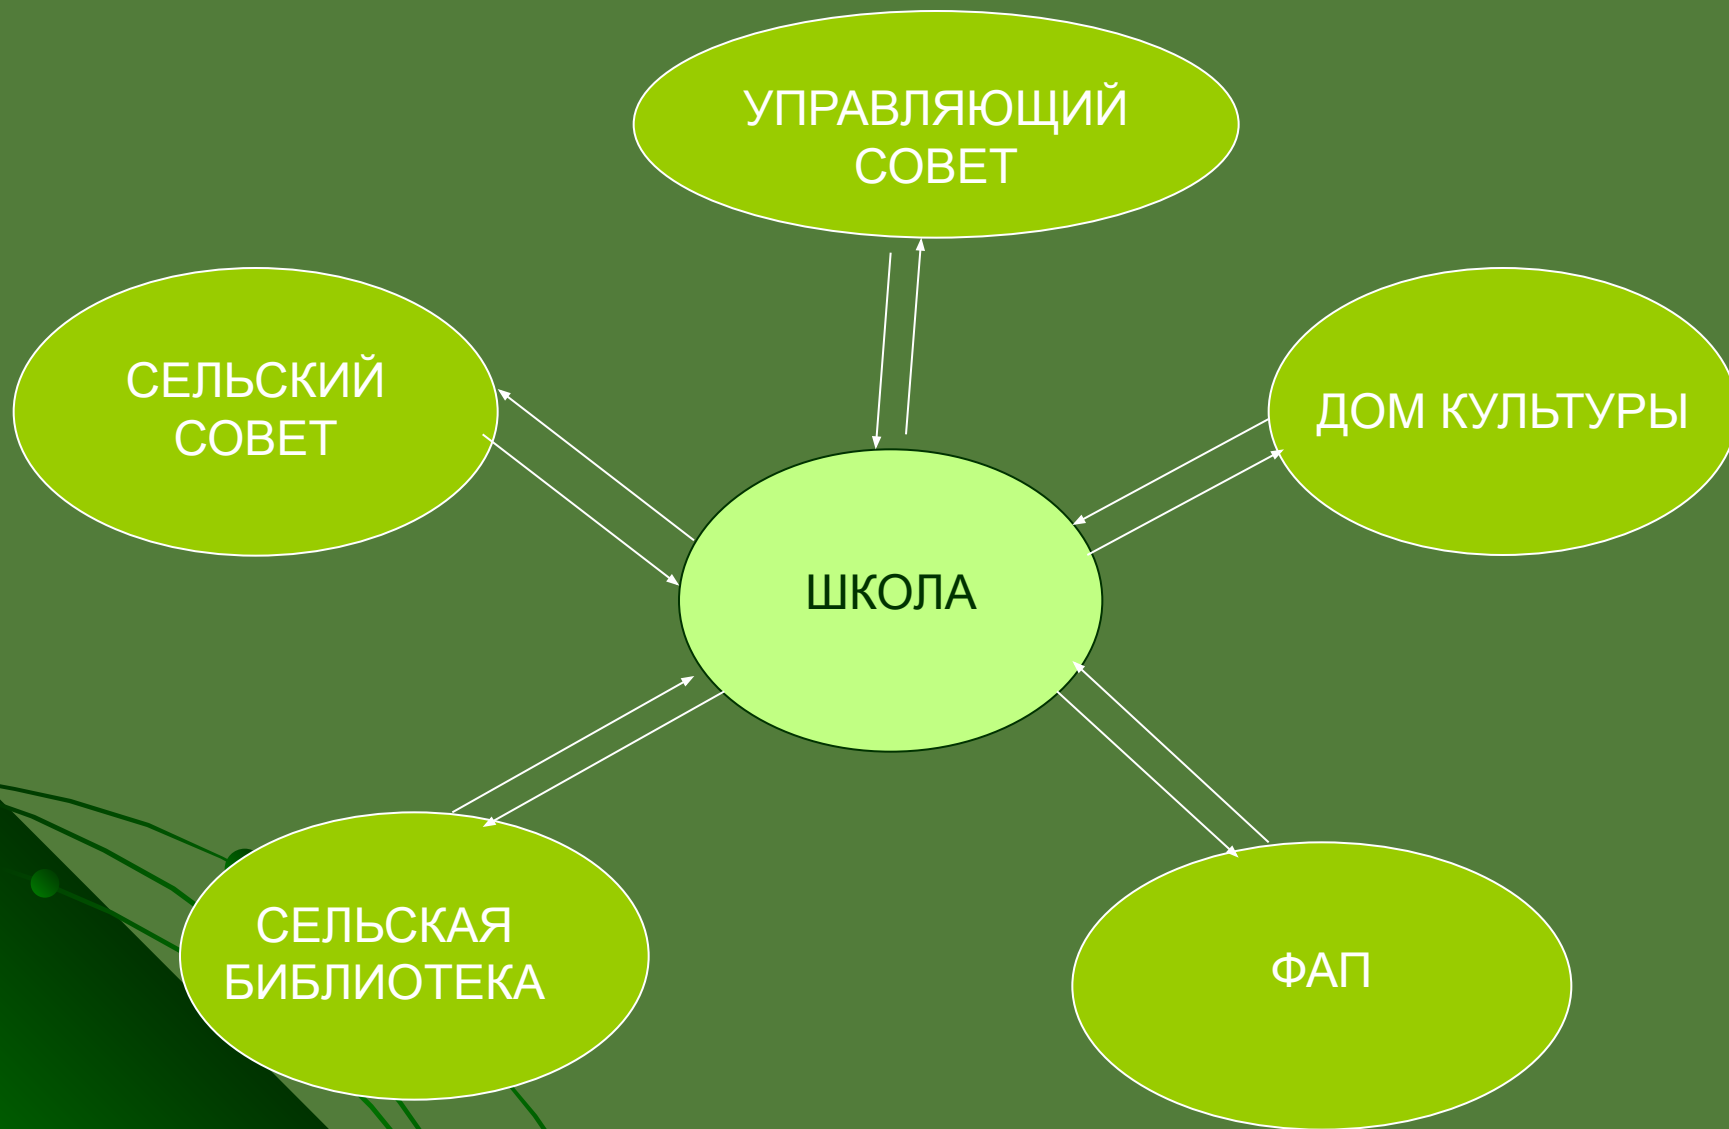 УПРАВЛЯЮЩИЙ
СОВЕТ
СЕЛЬСКИЙ
СОВЕТ
ДОМ КУЛЬТУРЫ
ШКОЛА
СЕЛЬСКАЯ
БИБЛИОТЕКА
ФАП